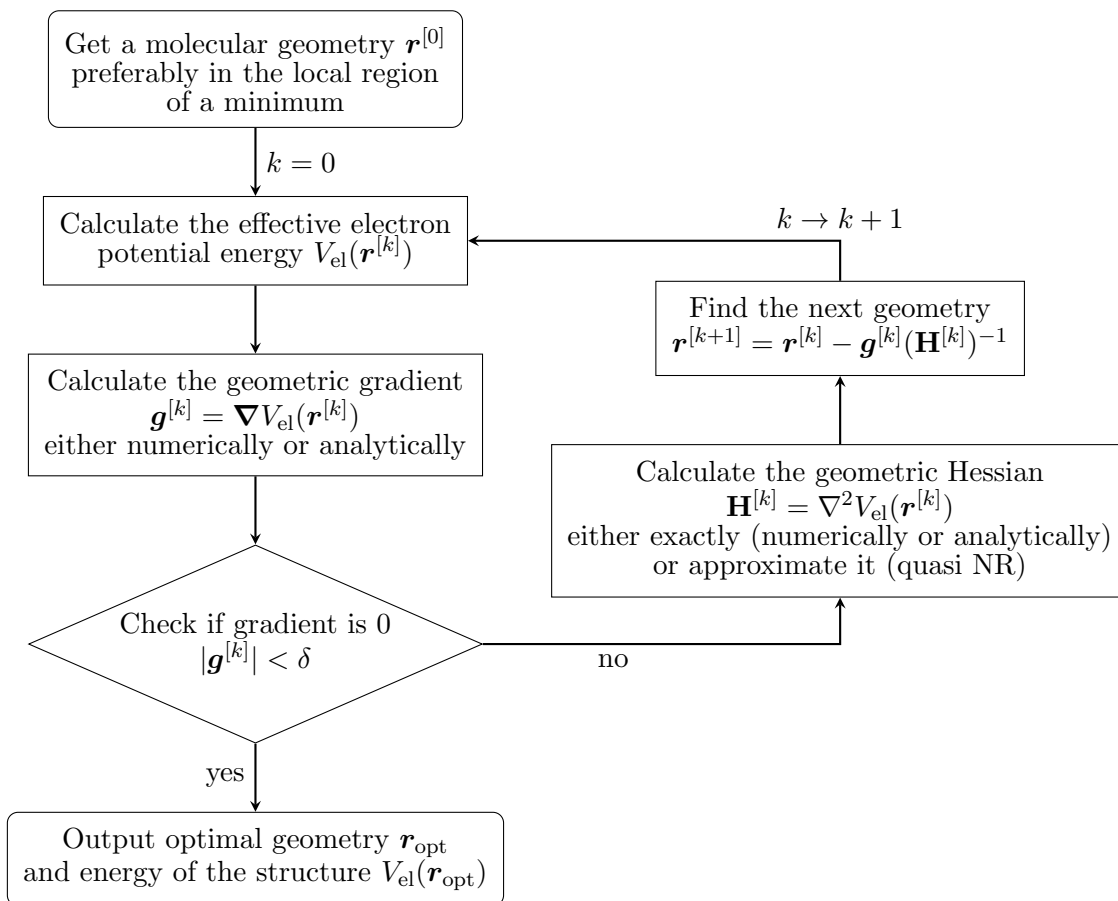 Get a molecular geometry r^[0]
preferably in the local region
of a minimum
k = 0
Calculate the effective electron
potential energy V_el(r^[k])
Calculate the geometric gradient
g^[k] = ∇V_el(r^[k])
either numerically or analytically
Check if gradient is 0
|g^[k]| < δ
yes
Output optimal geometry r_opt
and energy of the structure V_el(r_opt)
no
Calculate the geometric Hessian
H^[k] = ∇²V_el(r^[k])
either exactly (numerically or analytically)
or approximate it (quasi NR)
Find the next geometry
r^[k+1] = r^[k] − g^[k](H^[k])^−1
k → k + 1